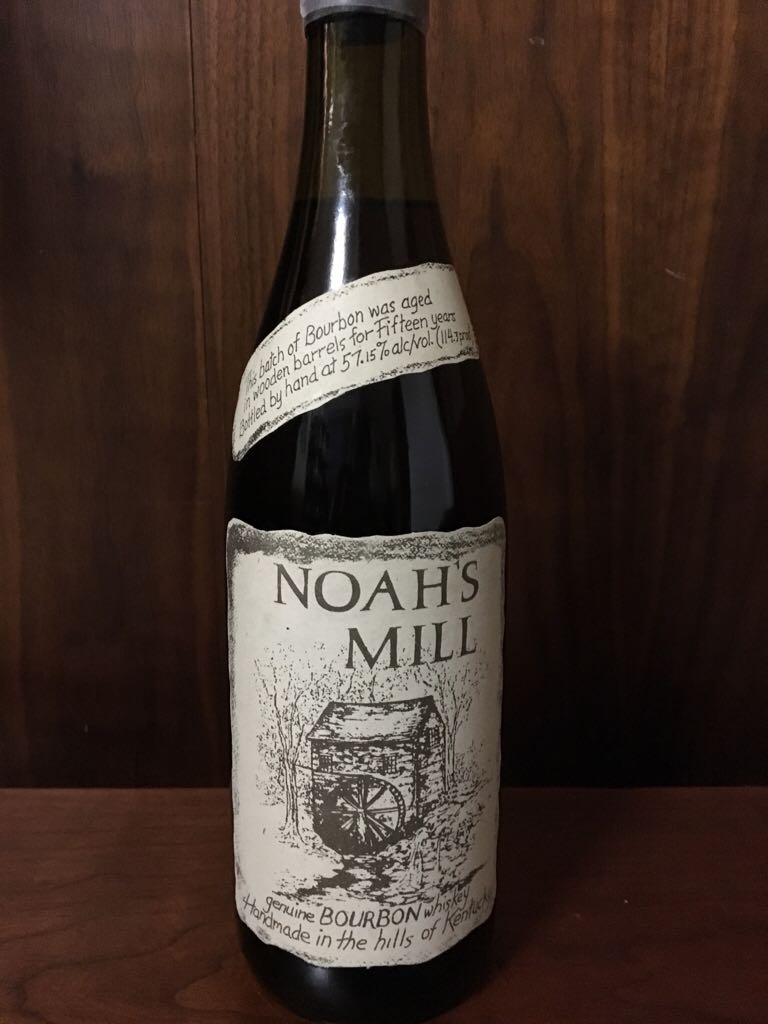 This batch of Bourbon was aged
in wooden barrels for Fifteen years
Bottled by hand at 57.15% alc/vol. (114.3 proof
NOAH'S
MILL
genuine BOURBON whiskey
Handmade in the hills of Kentucky